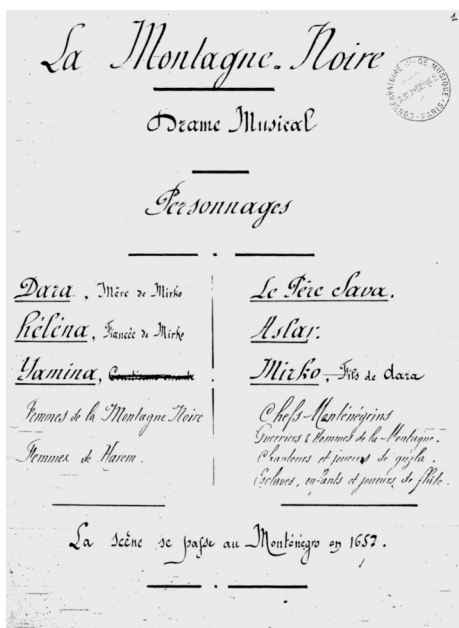 1
La Montagne-Noire
Drame Musical
Personnages
Dara, Mère de Mirko
Héléna, Fiancée de Mirko
Yamina,
Femmes de la Montagne Noire
Femmes de Harem.
Le Père Sava.
Aslar.
Mirko, Fils de dara
Chefs Monténégrins
Guerriers & Hommes de la Montagne.
Chanteurs et joueurs de guzla.
Esclaves, enfants et joueurs de flûte.
La scène se passe au Monténégro en 1657.